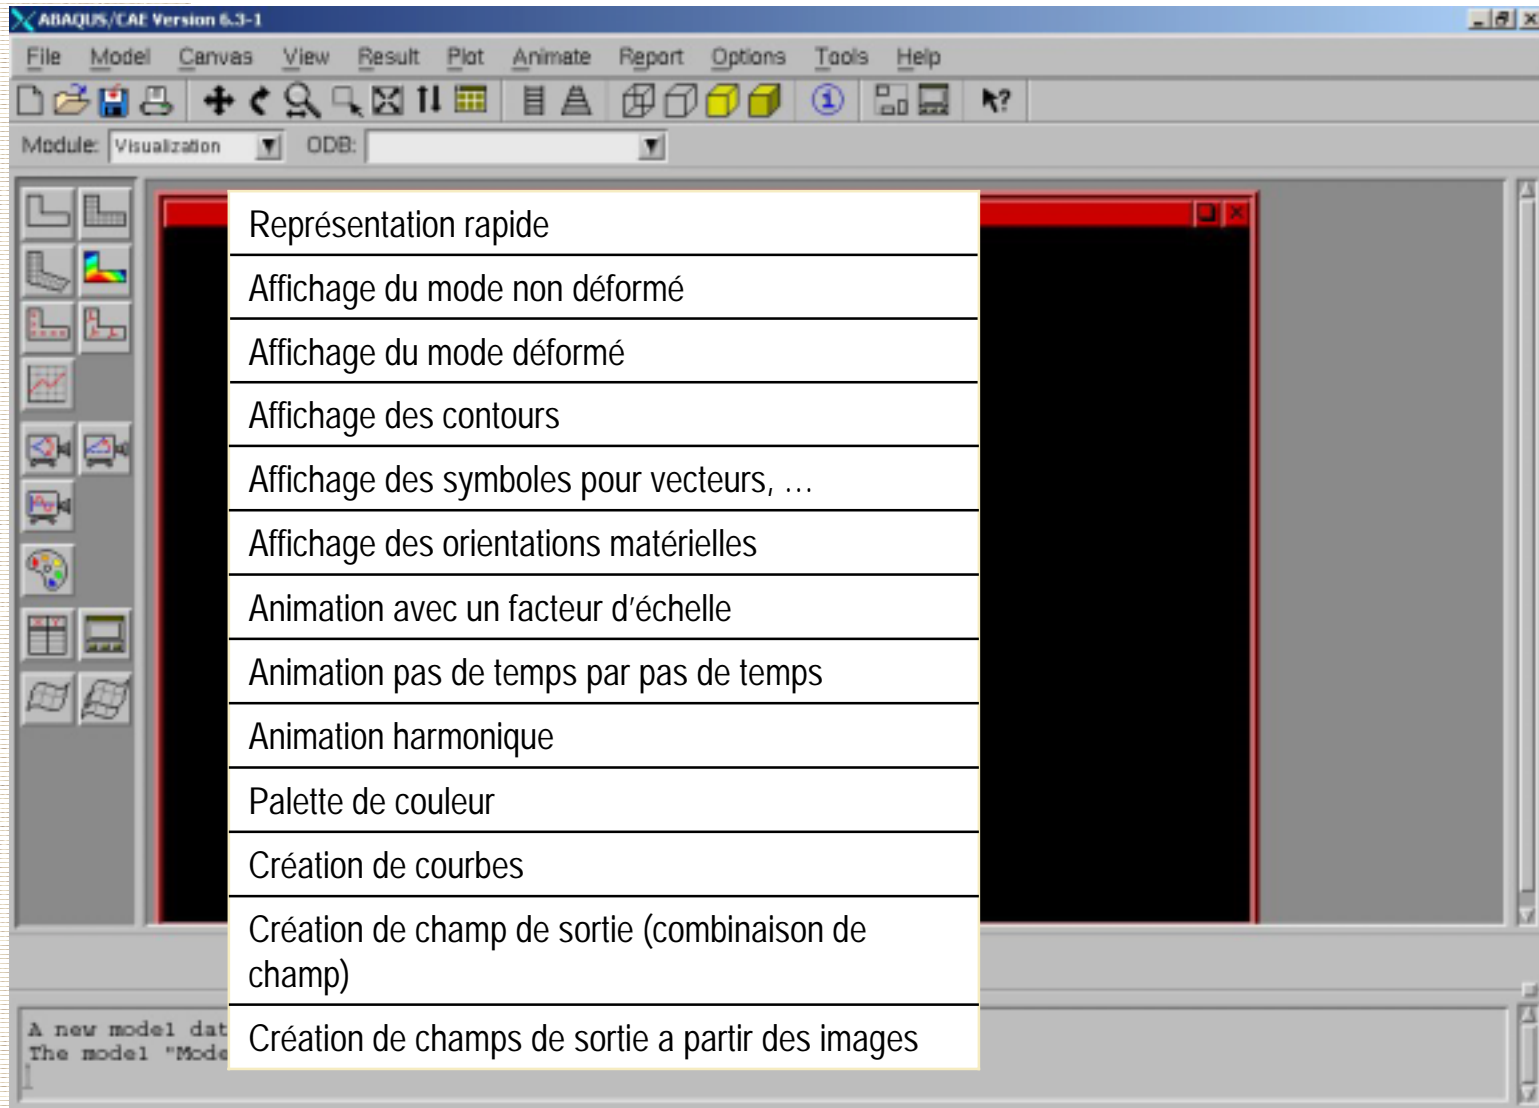 ABAQUS/CAE Version 6.3-1
File Model Canvas View Result Plot Animate Report Options Tools Help
Module: Visualization ODB:
Représentation rapide
Affichage du mode non déformé
Affichage du mode déformé
Affichage des contours
Affichage des symboles pour vecteurs, …
Affichage des orientations matérielles
Animation avec un facteur d’échelle
Animation pas de temps par pas de temps
Animation harmonique
Palette de couleur
Création de courbes
Création de champ de sortie (combinaison de
champ)
Création de champs de sortie a partir des images
A new model dat
The model "Mode